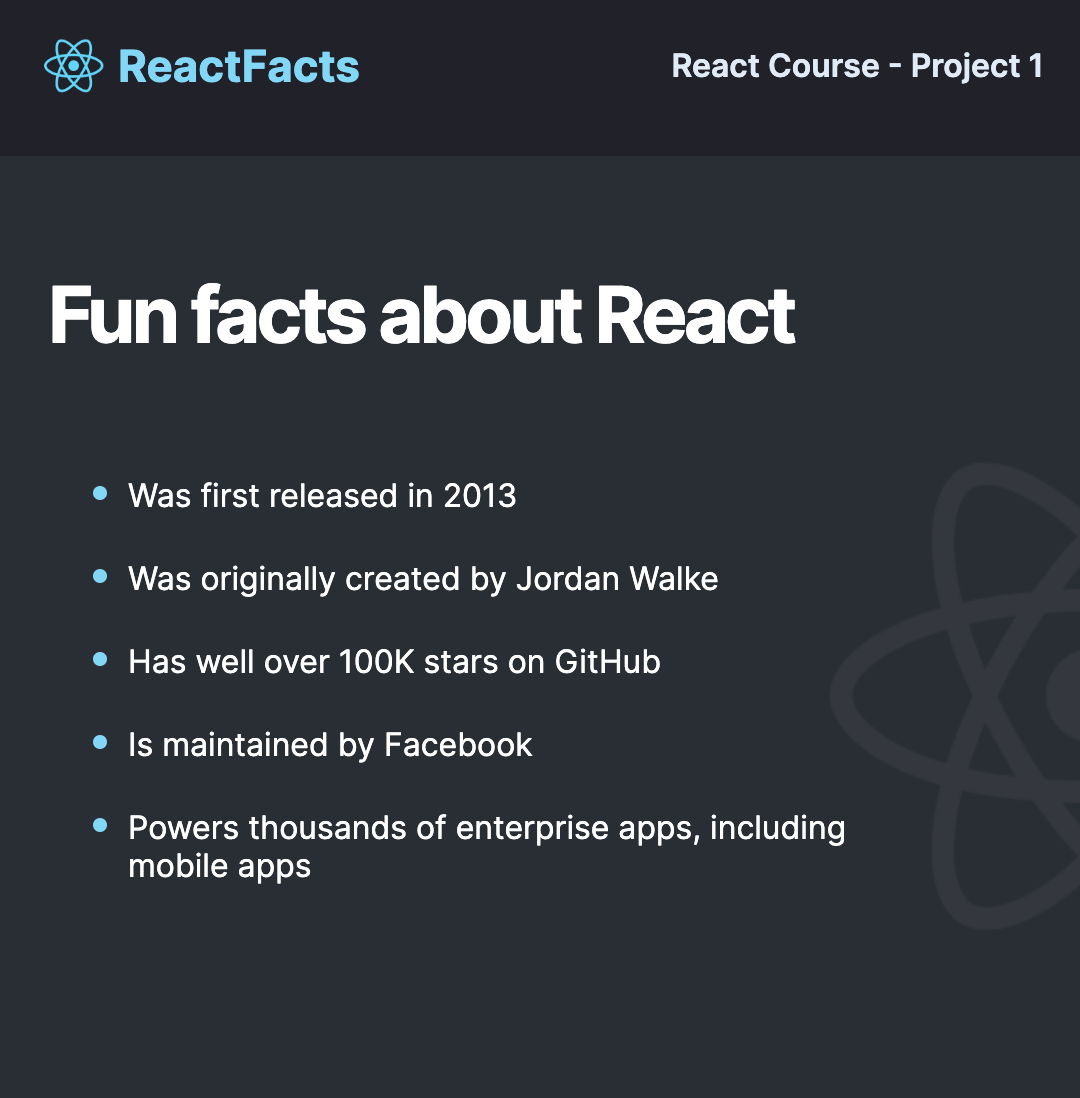 ReactFacts
React Course - Project 1
Fun facts about React
Was first released in 2013
Was originally created by Jordan Walke
Has well over 100K stars on GitHub
Is maintained by Facebook
Powers thousands of enterprise apps, including
mobile apps